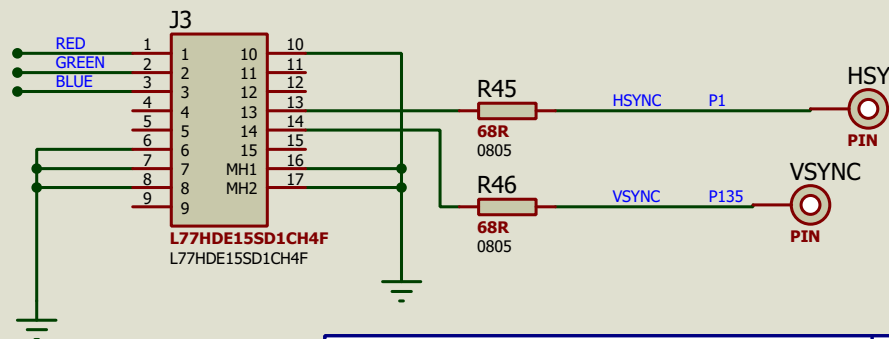 J3
RED 1 1 10 10
GREEN 2 2 11 11
BLUE 3 3 12 12
4 4 13 13
5 5 14 14
6 6 15 15
7 7 MH1 16
8 8 MH2 17
9 9
L77HDE15SD1CH4F
L77HDE15SD1CH4F
R45
68R
0805
HSYNC P1
HSY
PIN
R46
68R
0805
VSYNC P135
VSYNC
PIN